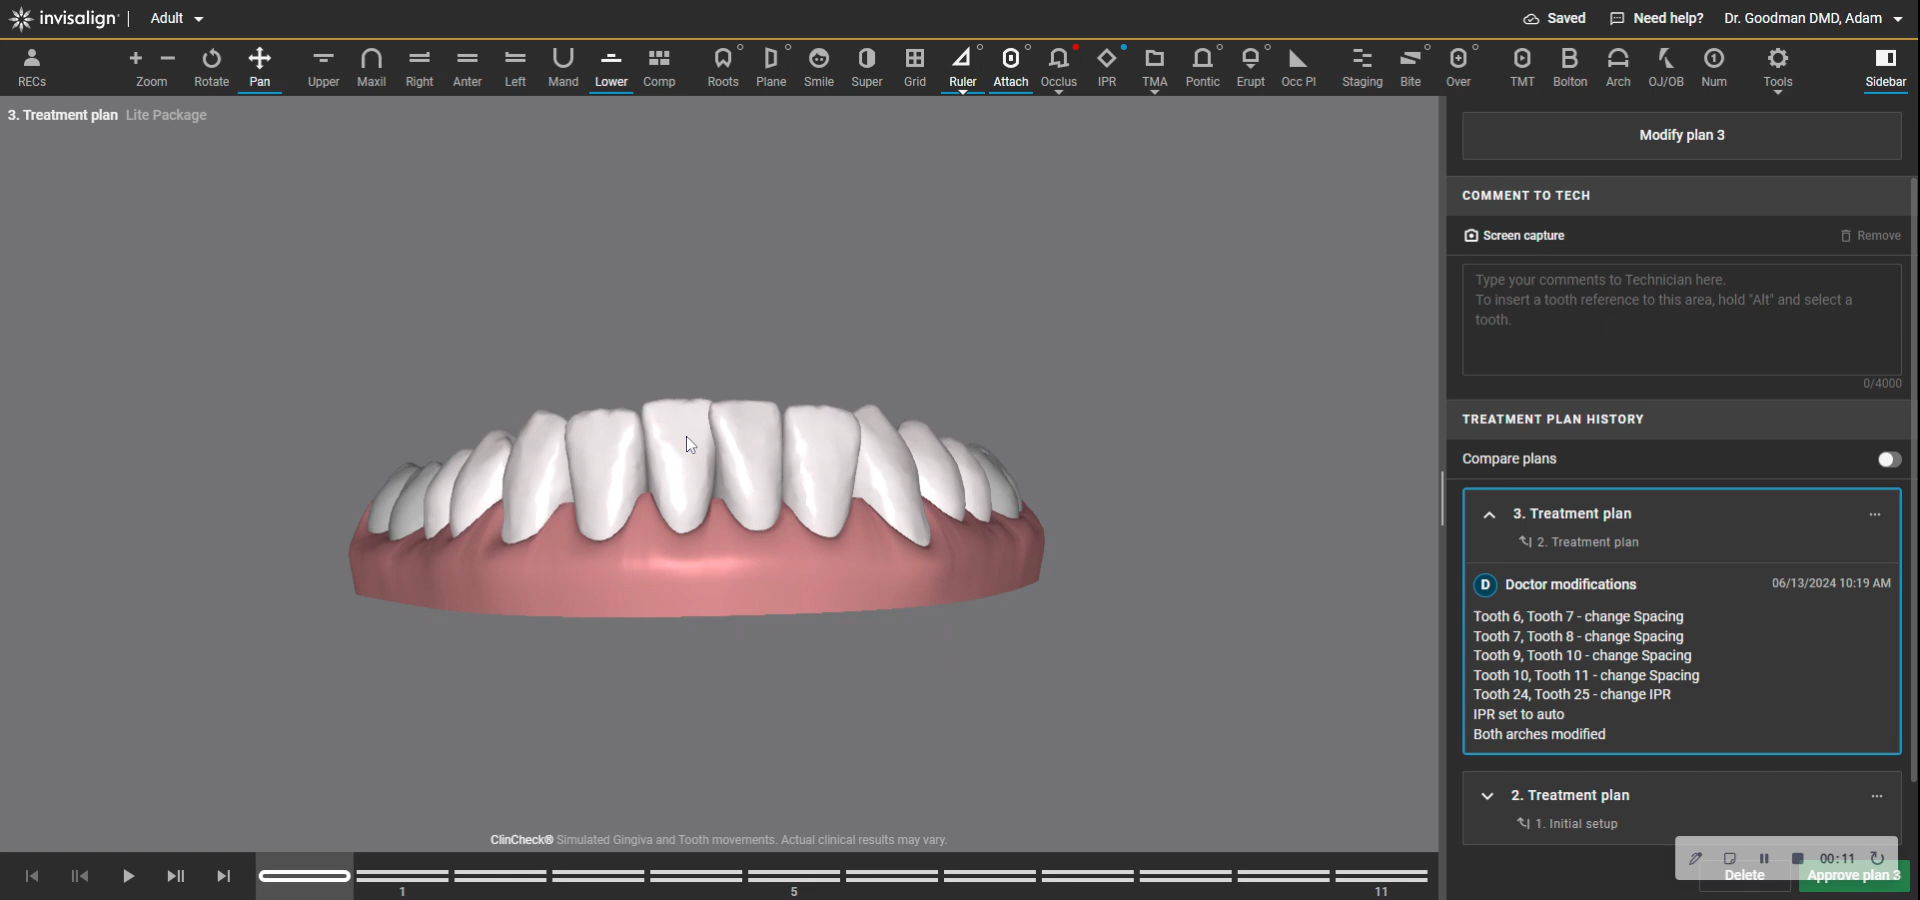 invisalign
Adult
Saved
Need help?
Dr. Goodman DMD, Adam
RECs
Zoom
Rotate
Pan
Upper
Maxil
Right
Anter
Left
Mand
Lower
Comp
Roots
Plane
Smile
Super
Grid
Ruler
Attach
Occlus
IPR
TMA
Pontic
Erupt
Occ Pl
Staging
Bite
Over
TMT
Bolton
Arch
OJ/OB
Num
Tools
Sidebar
3. Treatment plan Lite Package
Modify plan 3
COMMENT TO TECH
Screen capture
Remove
Type your comments to Technician here.
To insert a tooth reference to this area, hold "Alt" and select a
tooth.
0/4000
TREATMENT PLAN HISTORY
Compare plans
3. Treatment plan
2. Treatment plan
D Doctor modifications 06/13/2024 10:19 AM
Tooth 6, Tooth 7 - change Spacing
Tooth 7, Tooth 8 - change Spacing
Tooth 9, Tooth 10 - change Spacing
Tooth 10, Tooth 11 - change Spacing
Tooth 24, Tooth 25 - change IPR
IPR set to auto
Both arches modified
2. Treatment plan
1. Initial setup
ClinCheck® Simulated Gingiva and Tooth movements. Actual clinical results may vary.
00:11
Delete
Approve plan 3
1
5
11